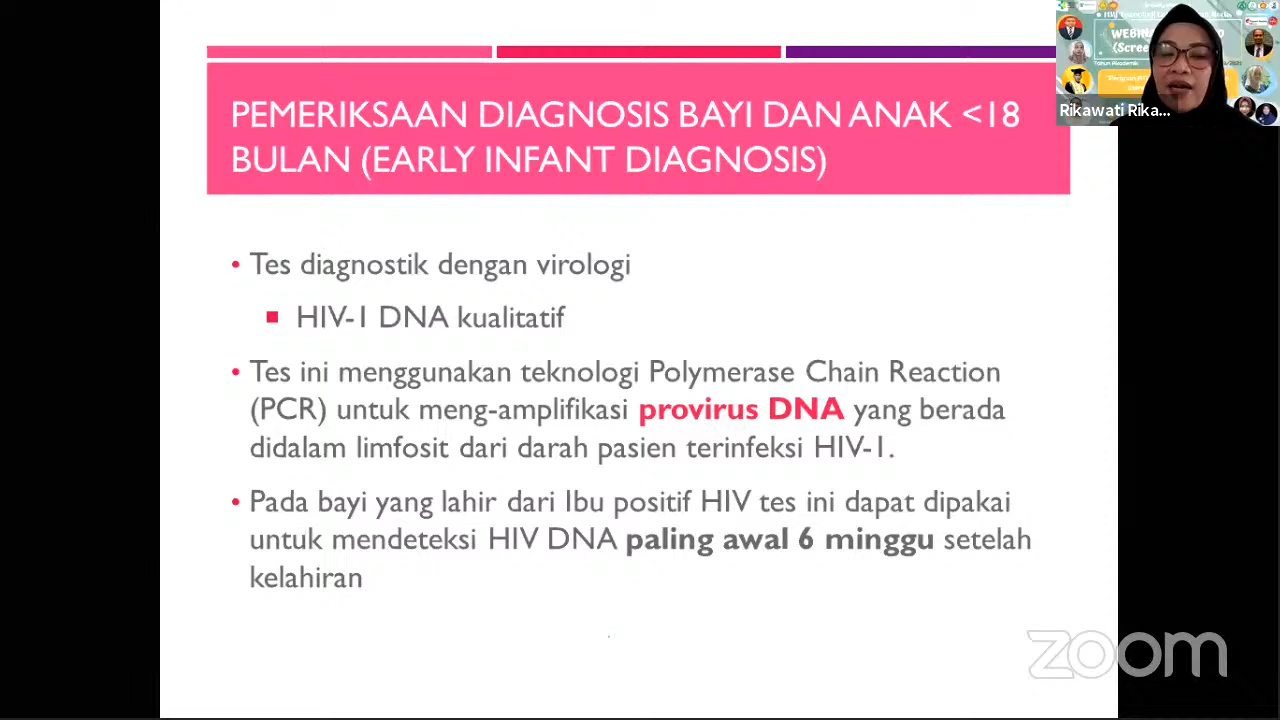 PEMERIKSAAN DIAGNOSIS BAYI DAN ANAK <18
BULAN (EARLY INFANT DIAGNOSIS)
• Tes diagnostik dengan virologi
▪ HIV-1 DNA kualitatif
• Tes ini menggunakan teknologi Polymerase Chain Reaction
(PCR) untuk meng-amplifikasi provirus DNA yang berada
didalam limfosit dari darah pasien terinfeksi HIV-1.
• Pada bayi yang lahir dari Ibu positif HIV tes ini dapat dipakai
untuk mendeteksi HIV DNA paling awal 6 minggu setelah
kelahiran
Tahun Akademik
Rikawati Rika...
zoom